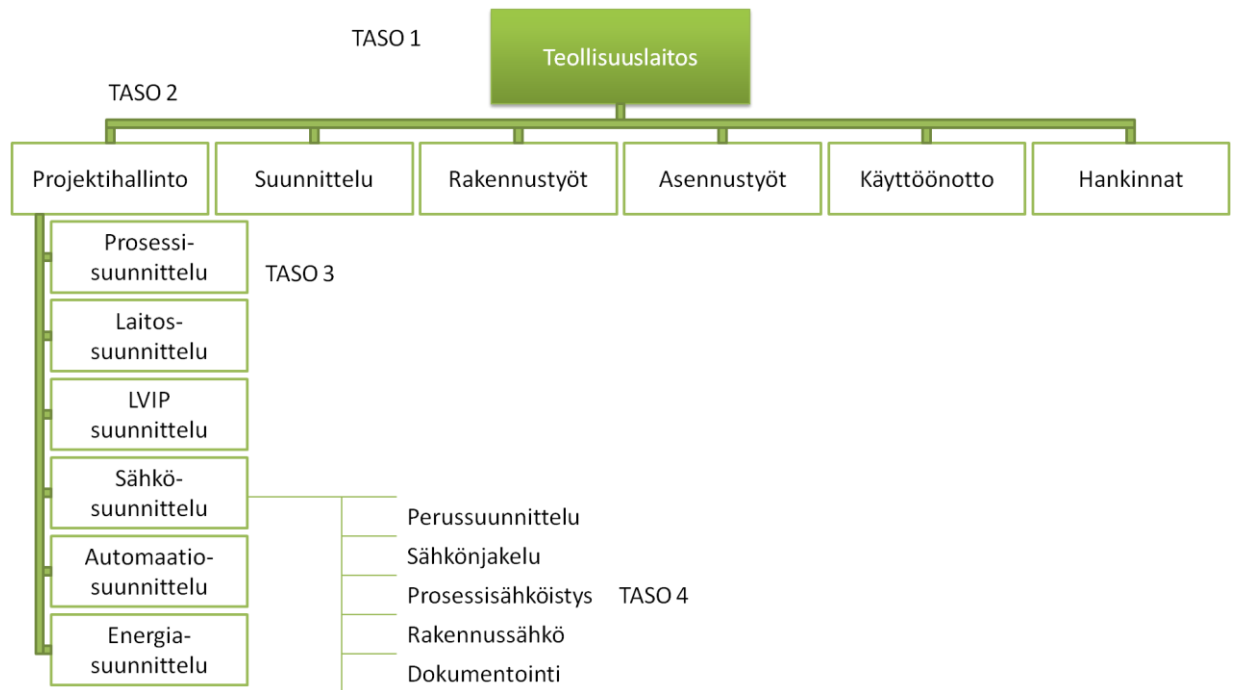 TASO 1
Teollisuuslaitos
TASO 2
Projektihallinto
Suunnittelu
Rakennustyöt
Asennustyöt
Käyttöönotto
Hankinnat
Prosessi-
suunnittelu
TASO 3
Laitos-
suunnittelu
LVIP
suunnittelu
Sähkö-
suunnittelu
Perussuunnittelu
Sähkönjakelu
Prosessisähköistys TASO 4
Rakennussähkö
Dokumentointi
Automaatio-
suunnittelu
Energia-
suunnittelu